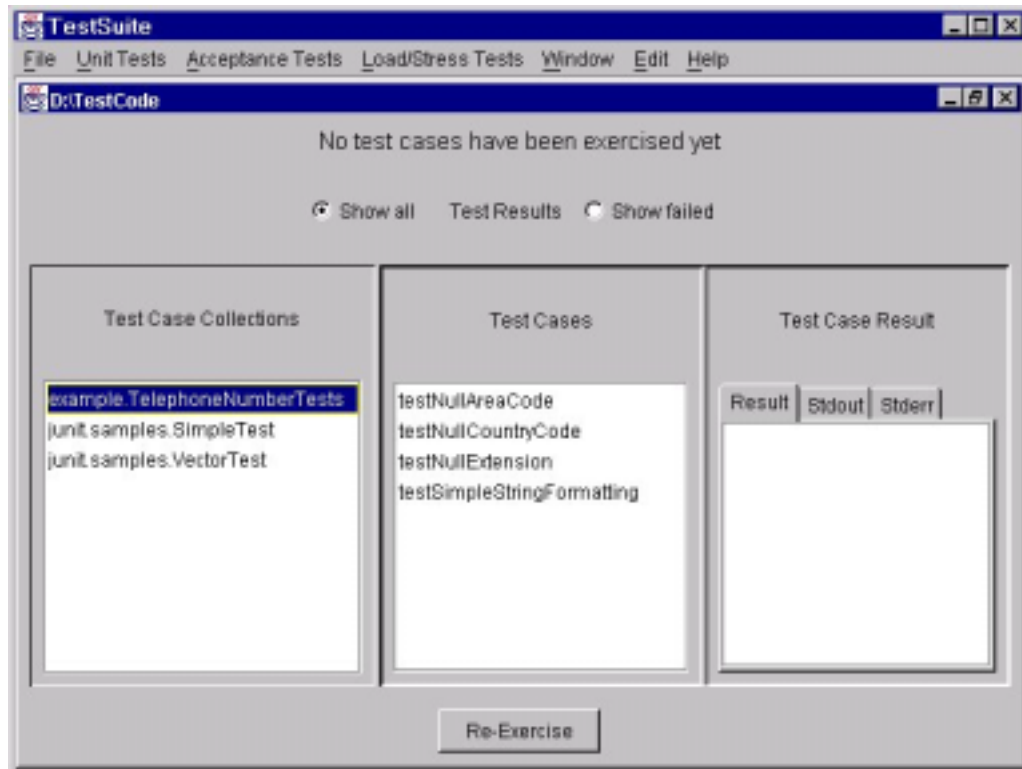 TestSuite
File Unit Tests Acceptance Tests Load/Stress Tests Window Edit Help
D:\TestCode
No test cases have been exercised yet
Show all Test Results Show failed
Test Case Collections
example.TelephoneNumberTests
junit.samples.SimpleTest
junit.samples.VectorTest
Test Cases
testNullAreaCode
testNullCountryCode
testNullExtension
testSimpleStringFormatting
Test Case Result
Result Stdout Stderr
Re-Exercise